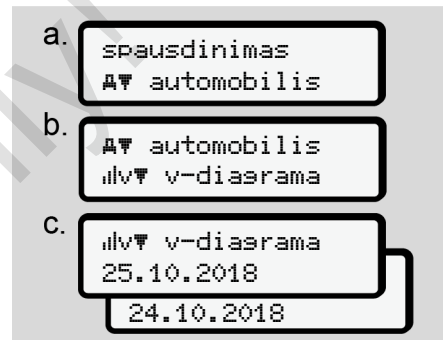 a.
spausdinimas
automobilis
b.
automobilis
v-diagrama
c.
v-diagrama
25.10.2018
24.10.2018